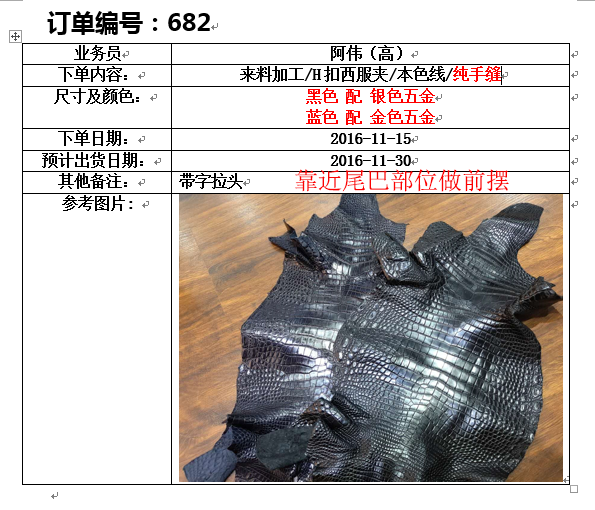 订单编号：682
业务员 阿伟（高）
下单内容： 来料加工/H扣西服夹/本色线/纯手缝
尺寸及颜色： 黑色 配 银色五金
蓝色 配 金色五金
下单日期： 2016-11-15
预计出货日期： 2016-11-30
其他备注： 带字拉头 靠近尾巴部位做前摆
参考图片：